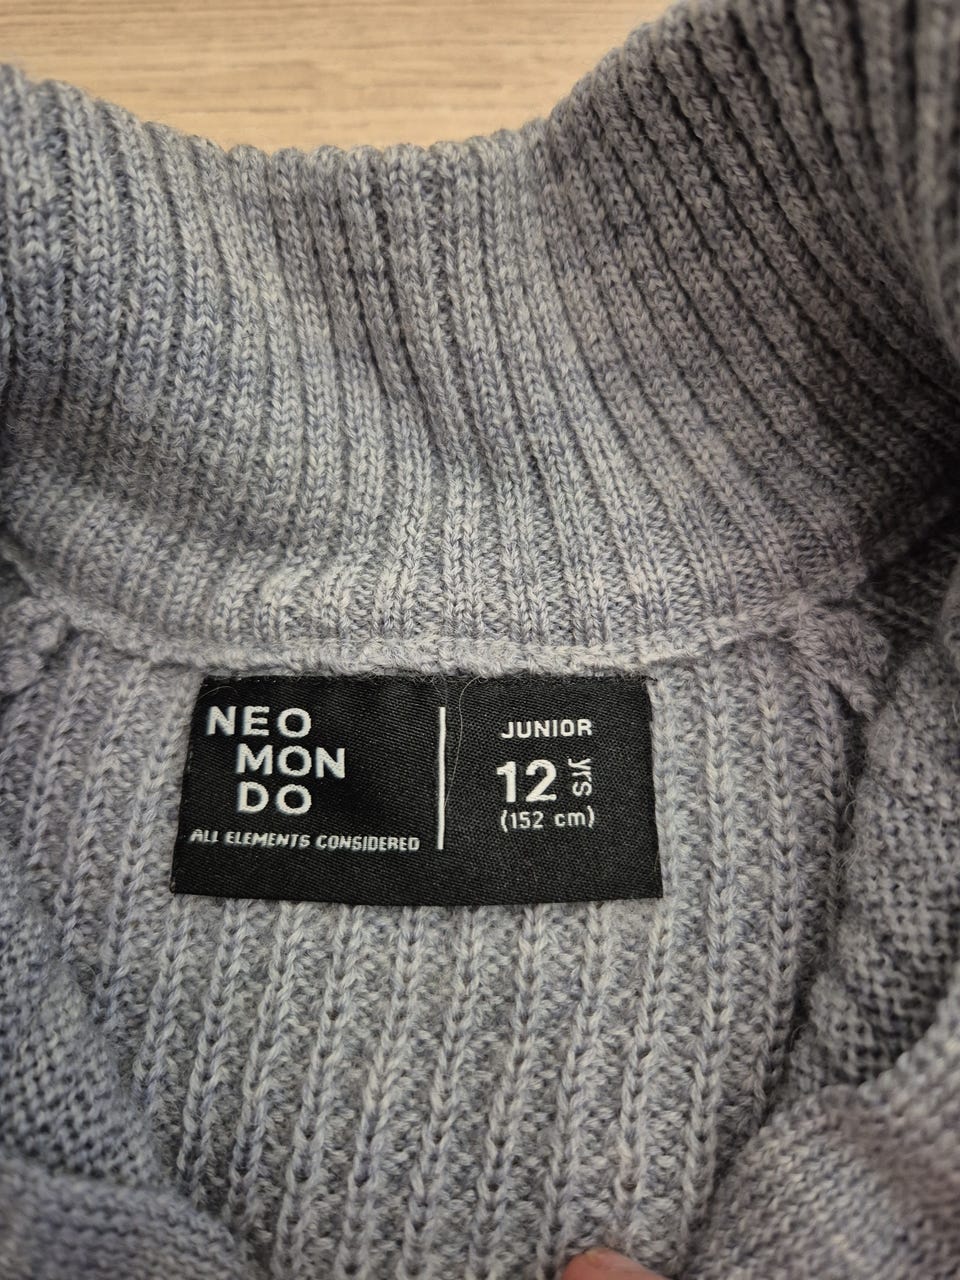 NEO
MON
DO
ALL ELEMENTS CONSIDERED
JUNIOR
12 yrs
(152 cm)